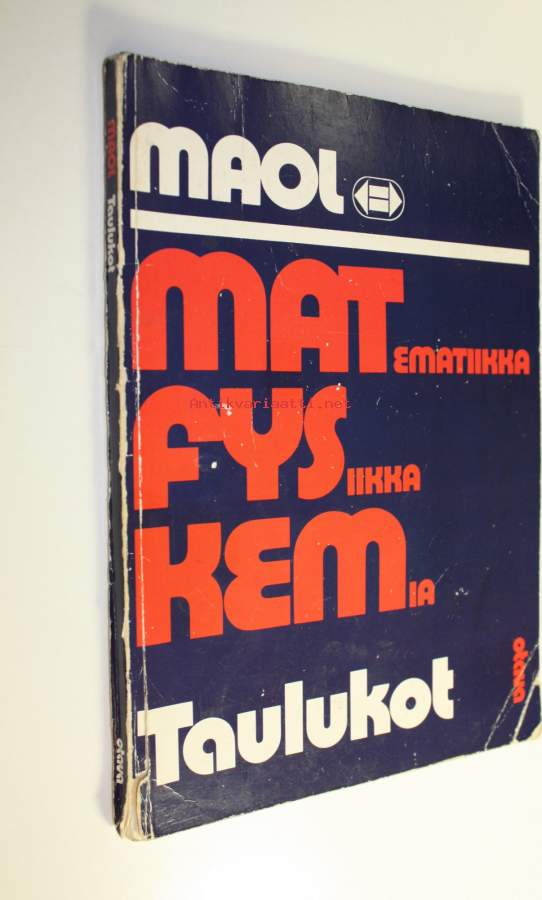 MAOL
MATEMATIIKKA
Antikvariaatti.net
FYSIIKKA
KEMIA
otava
Taulukot
MAOL Taulukot otava